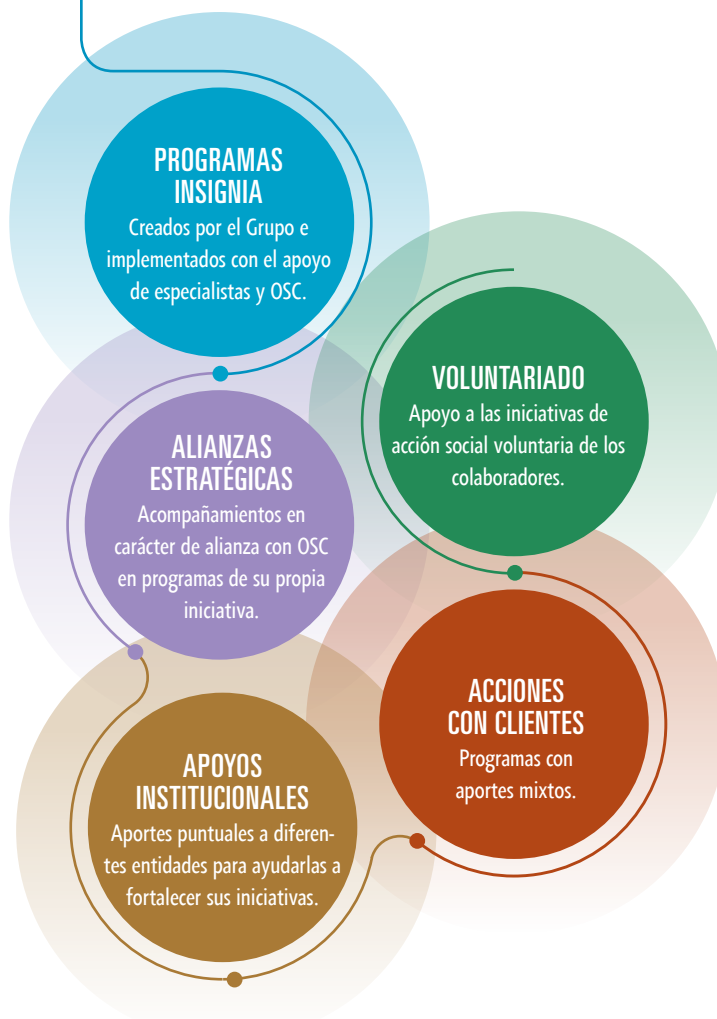 PROGRAMAS
INSIGNIA
Creados por el Grupo e
implementados con el apoyo
de especialistas y OSC.
VOLUNTARIADO
Apoyo a las iniciativas de
acción social voluntaria de los
colaboradores.
ALIANZAS
ESTRATÉGICAS
Acompañamientos en
carácter de alianza con OSC
en programas de su propia
iniciativa.
ACCIONES
CON CLIENTES
Programas con
aportes mixtos.
APOYOS
INSTITUCIONALES
Aportes puntuales a diferen-
tes entidades para ayudarlas a
fortalecer sus iniciativas.